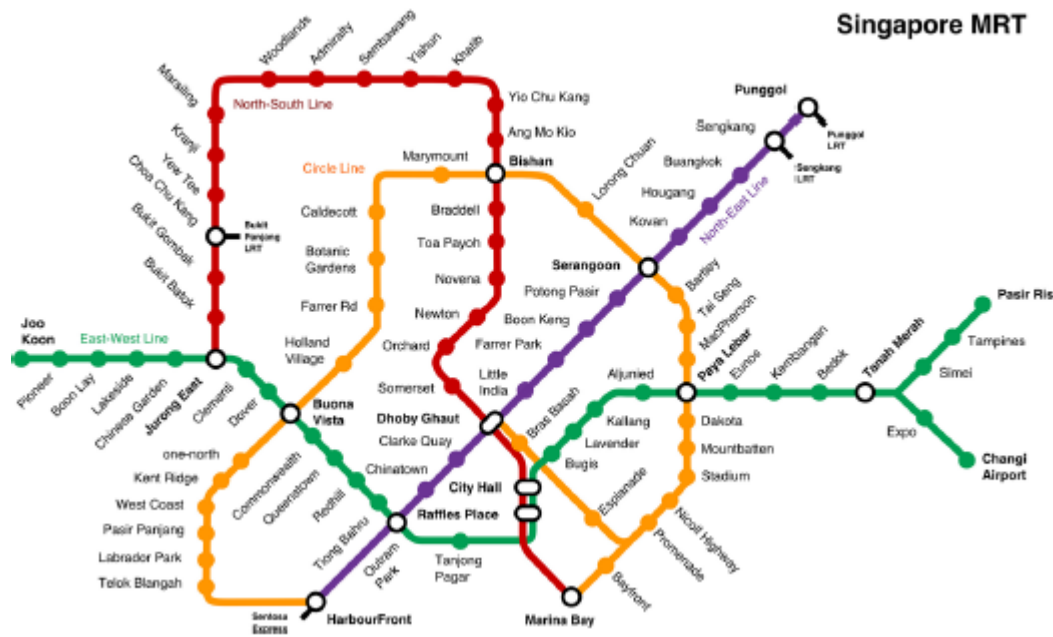 Singapore MRT
Woodlands
Admiralty
Sembawang
Yishun
Khatib
Marsiling
North-South Line
Yio Chu Kang
Punggol
Sengkang
Punggol
LRT
Kranji
Ang Mo Kio
Marymount
Circle Line
Bishan
Lorong Chuan
Buangkok
Sengkang
LRT
Yew Tee
Hougang
North-East Line
Choa Chu Kang
Caldecott
Braddell
Kovan
Bukit
Panjang
LRT
Bukit Gombak
Botanic
Gardens
Toa Payoh
Serangoon
Bartley
Bukit Batok
Novena
Potong Pasir
Tai Seng
Farrer Rd
Newton
Boon Keng
MacPherson
Pasir Ris
Joo
Koon
East-West Line
Holland
Village
Orchard
Farrer Park
Paya Lebar
Eunos
Kembangan
Bedok
Tanah Merah
Tampines
Simei
Pioneer
Boon Lay
Lakeside
Chinese Garden
Jurong East
Clementi
Dover
Buona
Vista
Somerset
Little
India
Aljunied
Dhoby Ghaut
Bras Basah
Kallang
Dakota
Expo
Clarke Quay
Lavender
Mountbatten
one-north
Commonwealth
Chinatown
Bugis
Stadium
Changi
Airport
Kent Ridge
Queenstown
City Hall
West Coast
Redhill
Raffles Place
Esplanade
Nicoll Highway
Pasir Panjang
Tiong Bahru
Outram
Park
Tanjong
Pagar
Promenade
Labrador Park
Bayfront
Telok Blangah
Sentosa
Express
HarbourFront
Marina Bay